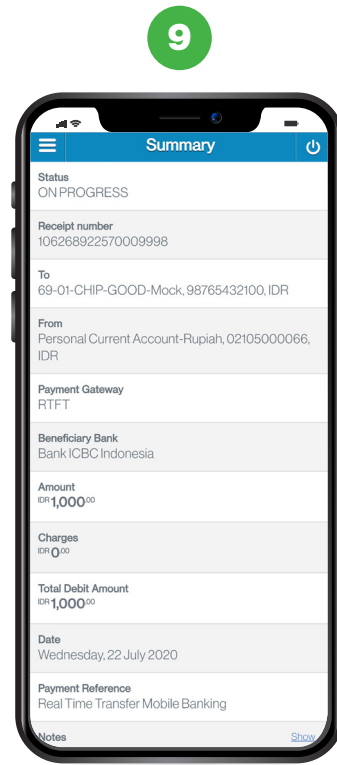 9
Summary
Status
ON PROGRESS
Receipt number
106268922570009998
To
69-01-CHIP-GOOD-Mock, 98765432100, IDR
From
Personal Current Account-Rupiah, 02105000066,
IDR
Payment Gateway
RTFT
Beneficiary Bank
Bank ICBC Indonesia
Amount
IDR 1,000.00
Charges
IDR 0.00
Total Debit Amount
IDR 1,000.00
Date
Wednesday, 22 July 2020
Payment Reference
Real Time Transfer Mobile Banking
Notes Show